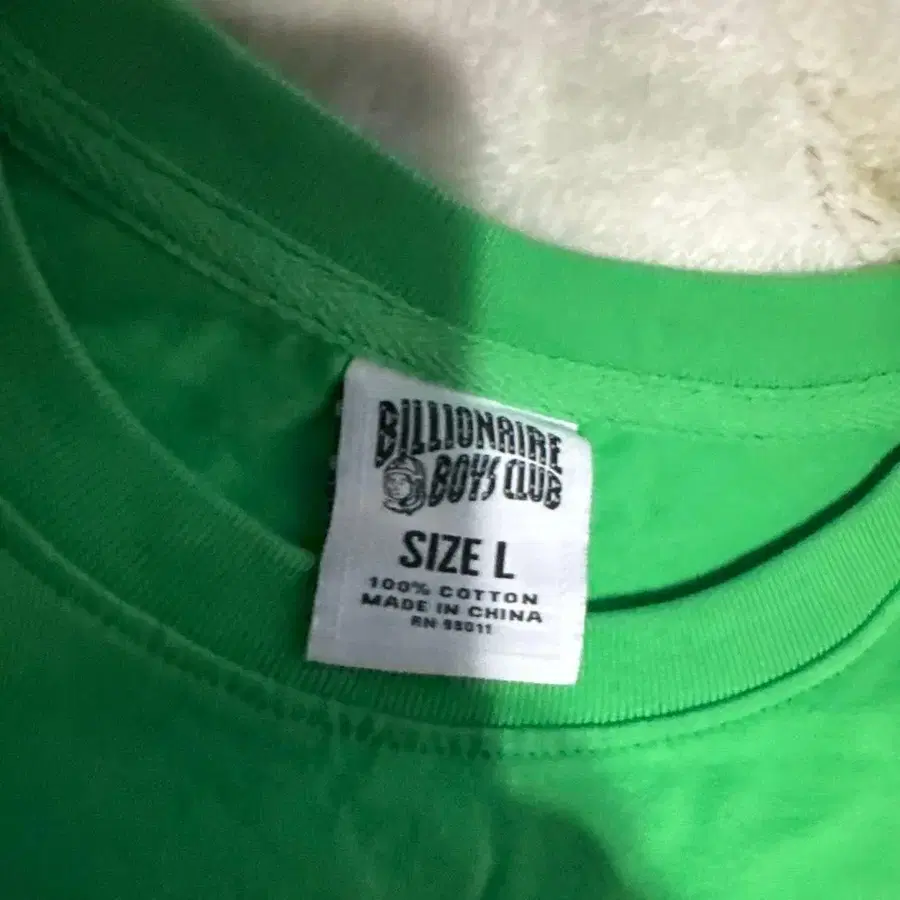 BILLIONAIRE
BOYS CLUB
SIZE L
100% COTTON
MADE IN CHINA
RN 98011